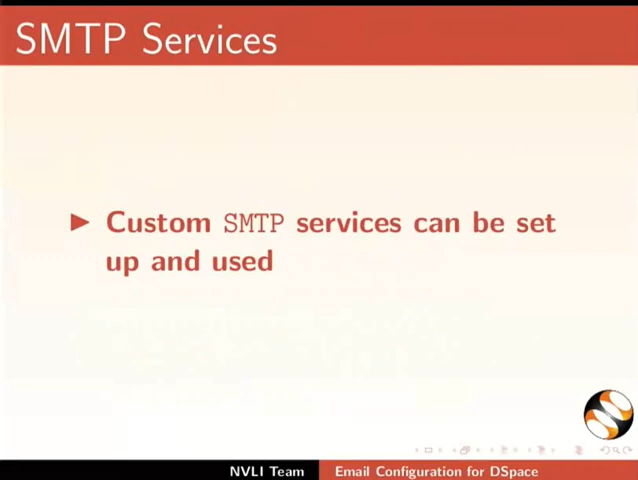 SMTP Services
Custom SMTP services can be set
up and used
NVLI Team Email Configuration for DSpace